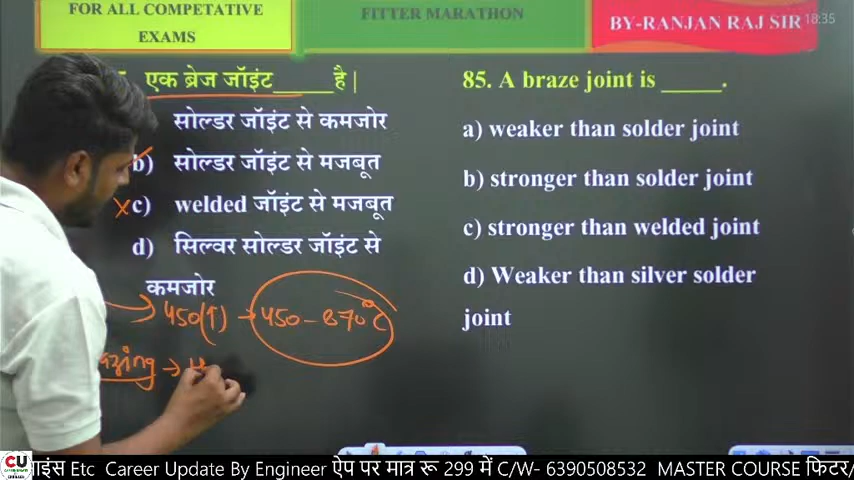 FOR ALL COMPETATIVE
EXAMS
FITTER MARATHON
BY-RANJAN RAJ SIR
18:35
एक ब्रेज जॉइंट_____है|
सोल्डर जॉइंट से कमजोर
b) सोल्डर जॉइंट से मजबूत
c) welded जॉइंट से मजबूत
d) सिल्वर सोल्डर जॉइंट से
कमजोर
450(↑) → 450-870°C
85. A braze joint is _____.
a) weaker than solder joint
b) stronger than solder joint
c) stronger than welded joint
d) Weaker than silver solder
joint
CU
Etc Career Update By Engineer ऐप पर मात्र रू 299 में C/W- 6390508532 MASTER COURSE फिटर/